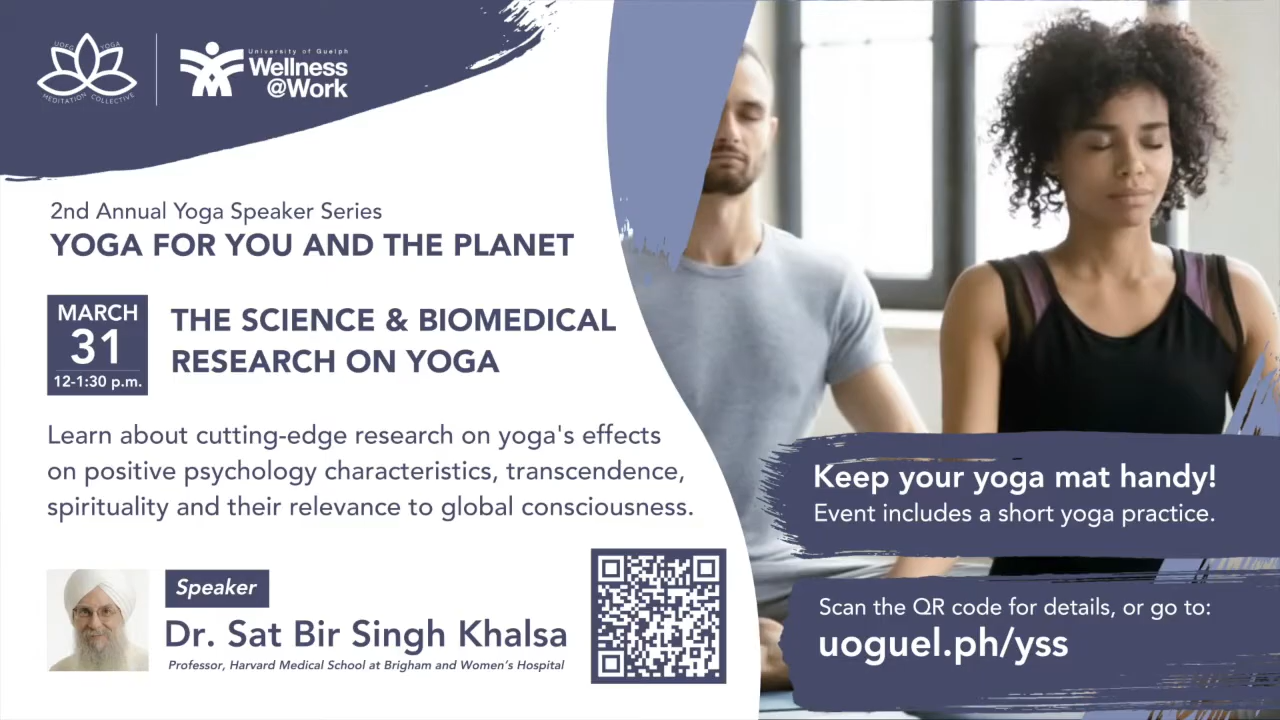 UOFG YOGA
MEDITATION COLLECTIVE
University of Guelph
Wellness
@Work
2nd Annual Yoga Speaker Series
YOGA FOR YOU AND THE PLANET
MARCH
31
12-1:30 p.m.
THE SCIENCE & BIOMEDICAL
RESEARCH ON YOGA
Learn about cutting-edge research on yoga's effects
on positive psychology characteristics, transcendence,
spirituality and their relevance to global consciousness.
Speaker
Dr. Sat Bir Singh Khalsa
Professor, Harvard Medical School at Brigham and Women's Hospital
Keep your yoga mat handy!
Event includes a short yoga practice.
Scan the QR code for details, or go to:
uoguel.ph/yss